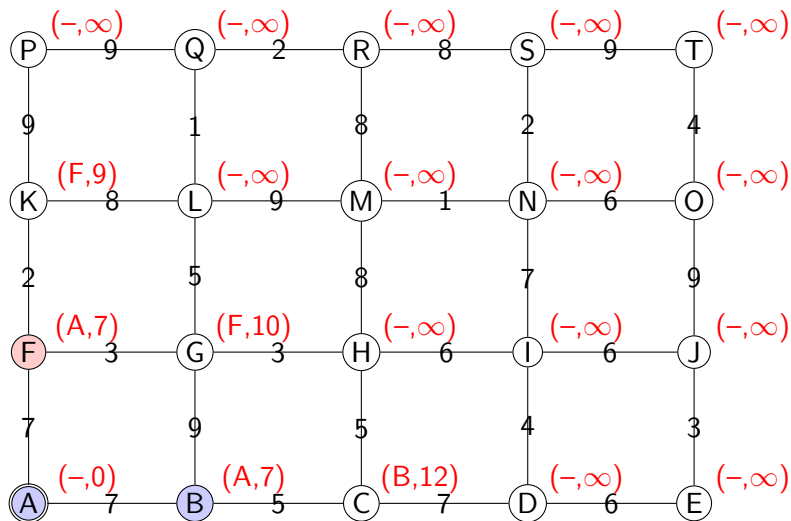 (–,∞) (–,∞) (–,∞) (–,∞) (–,∞)
P 9 Q 2 R 8 S 9 T
9 1 8 2 4
(F,9) (–,∞) (–,∞) (–,∞) (–,∞)
K 8 L 9 M 1 N 6 O
2 5 8 7 9
(A,7) (F,10) (–,∞) (–,∞) (–,∞)
F 3 G 3 H 6 I 6 J
7 9 5 4 3
(–,0) (A,7) (B,12) (–,∞) (–,∞)
A 7 B 5 C 7 D 6 E